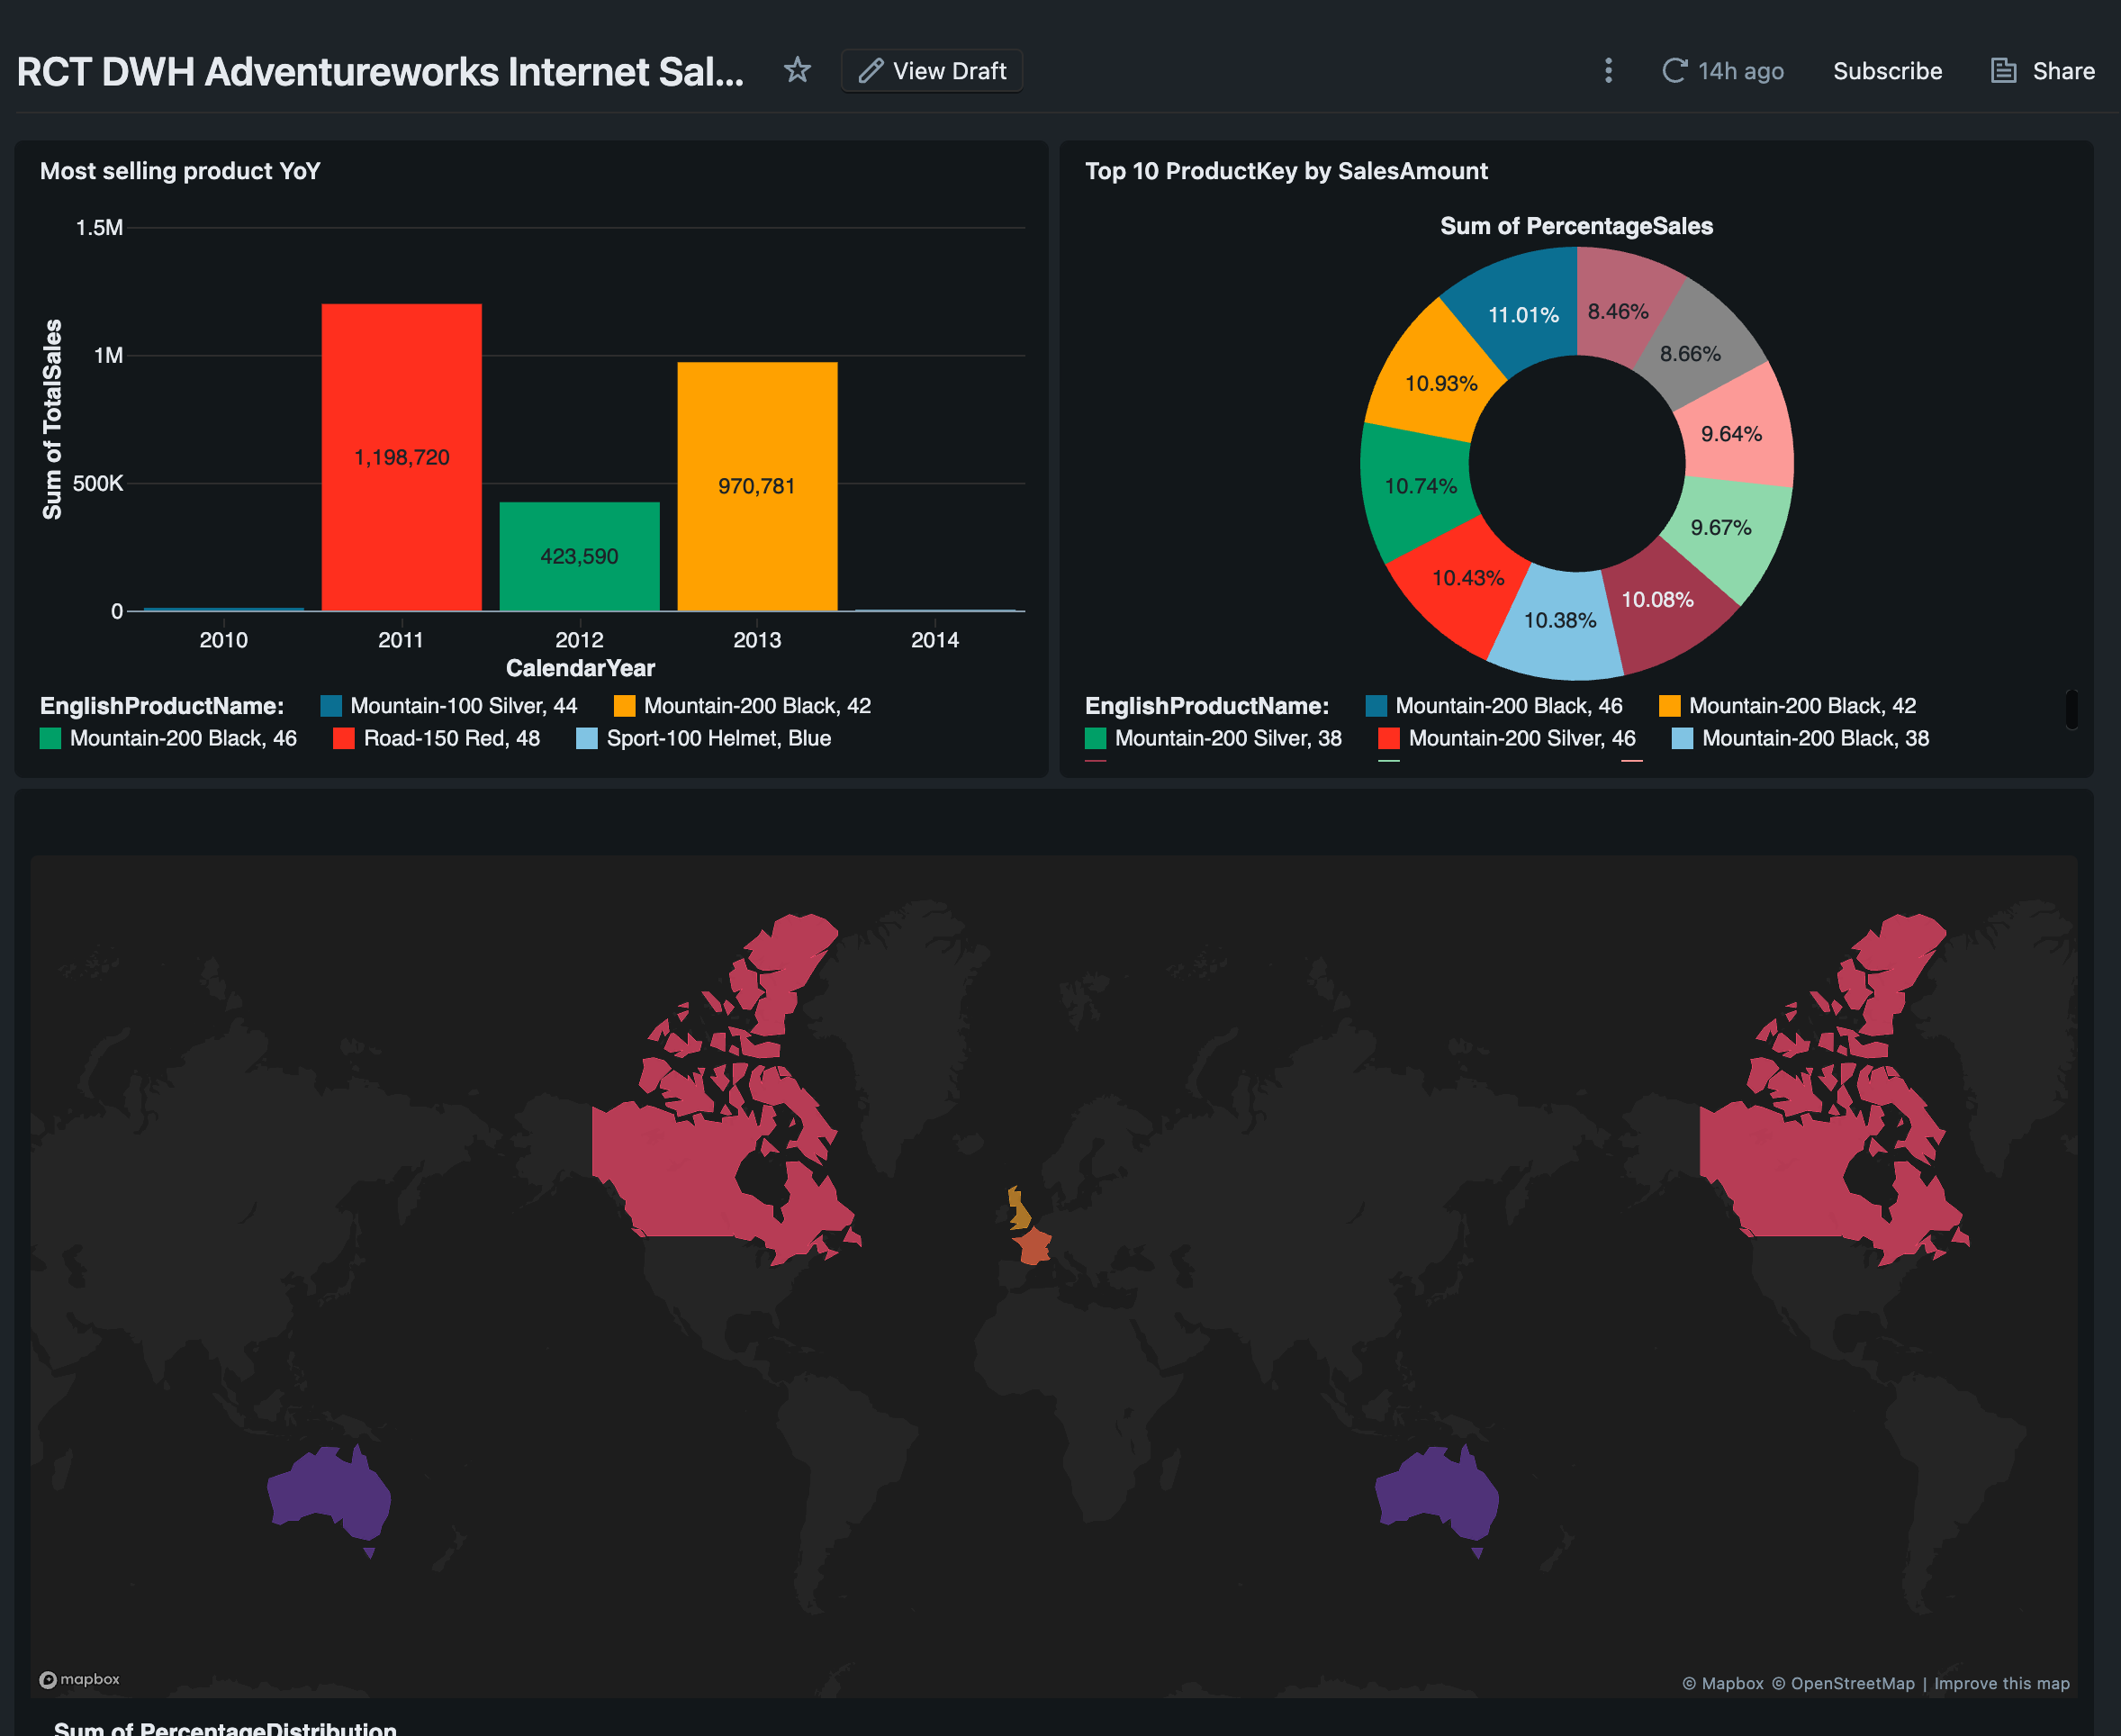 RCT DWH Adventureworks Internet Sal...
View Draft
14h ago
Subscribe
Share
Most selling product YoY
1.5M
1M
500K
0
Sum of TotalSales
1,198,720
423,590
970,781
2010 2011 2012 2013 2014
CalendarYear
EnglishProductName: Mountain-100 Silver, 44 Mountain-200 Black, 42
Mountain-200 Black, 46 Road-150 Red, 48 Sport-100 Helmet, Blue
Top 10 ProductKey by SalesAmount
Sum of PercentageSales
11.01%
8.46%
8.66%
10.93%
9.64%
10.74%
9.67%
10.43%
10.08%
10.38%
EnglishProductName: Mountain-200 Black, 46 Mountain-200 Black, 42
Mountain-200 Silver, 38 Mountain-200 Silver, 46 Mountain-200 Black, 38
mapbox
© Mapbox © OpenStreetMap | Improve this map
Sum of PercentageDistribution